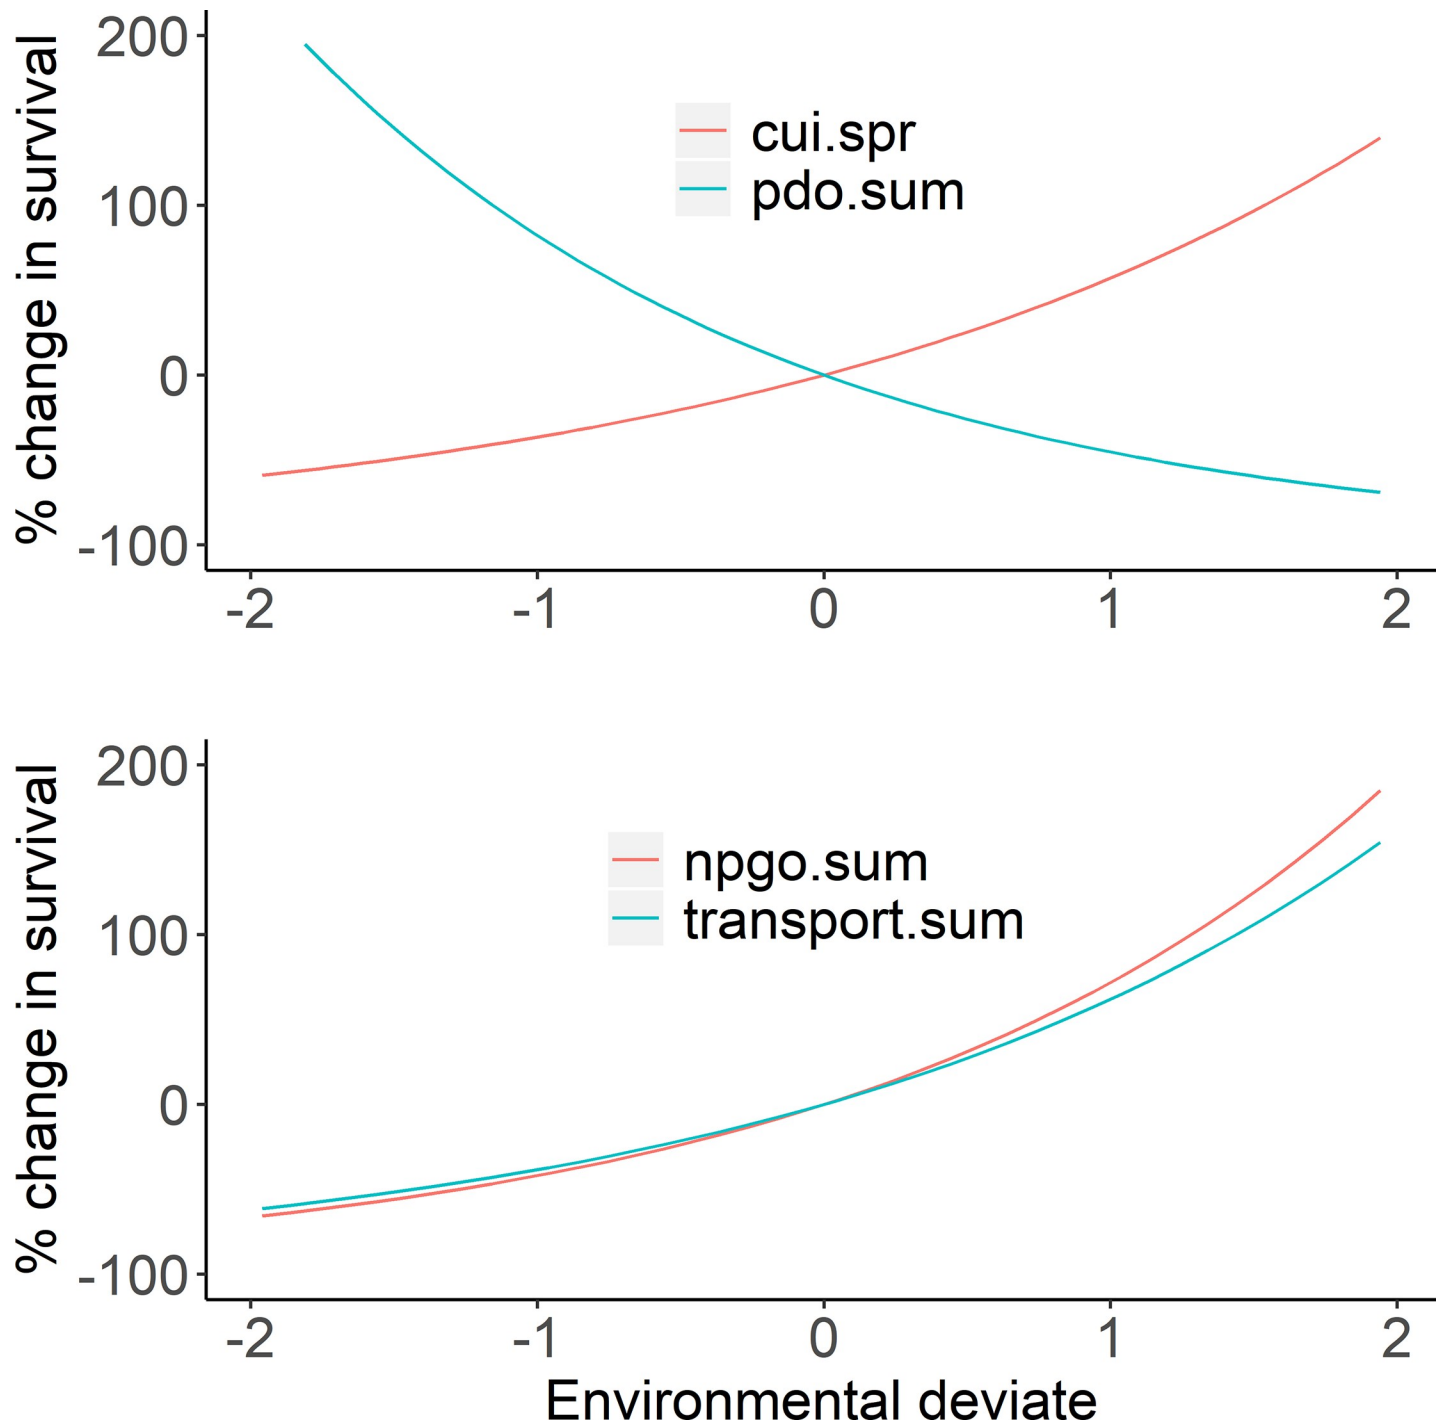 % change in survival
200
100
0
-100
cui.spr
pdo.sum
-2 -1 0 1 2
% change in survival
200
100
0
-100
npgo.sum
transport.sum
-2 -1 0 1 2
Environmental deviate